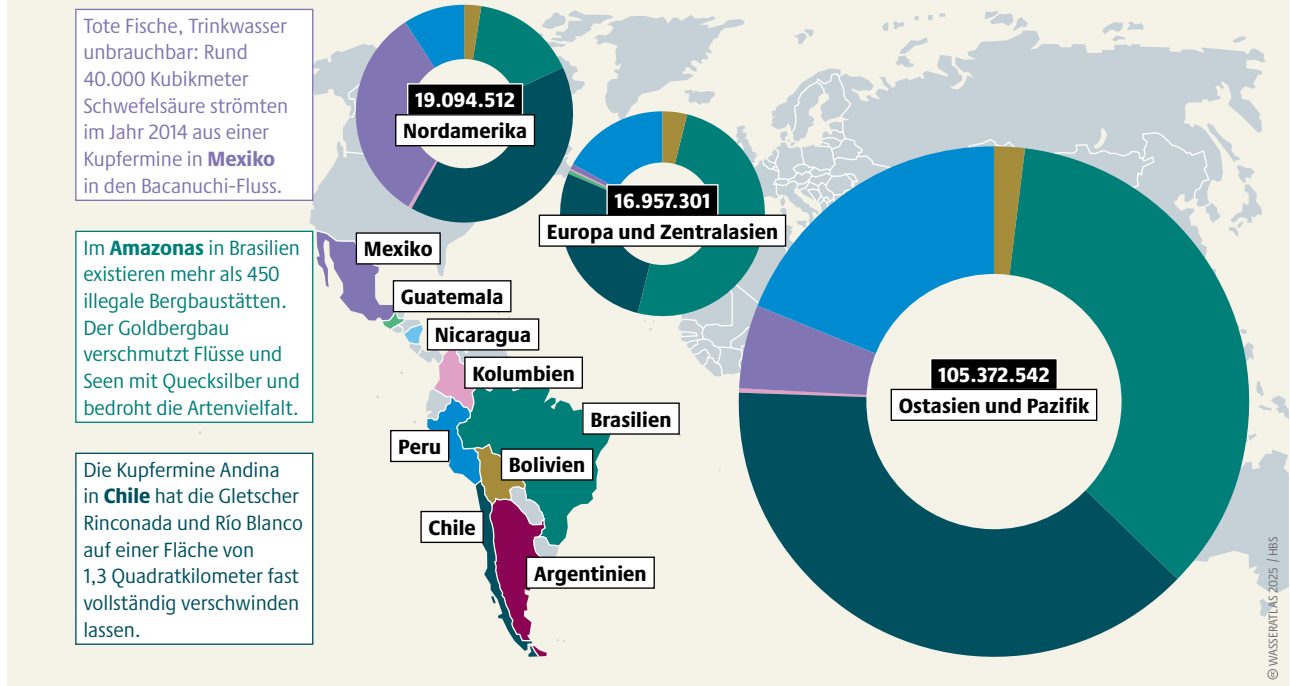 Tote Fische, Trinkwasser
unbrauchbar: Rund
40.000 Kubikmeter
Schwefelsäure strömten
im Jahr 2014 aus einer
Kupfermine in Mexiko
in den Bacanuchi-Fluss.
Im Amazonas in Brasilien
existieren mehr als 450
illegale Bergbaustätten.
Der Goldbergbau
verschmutzt Flüsse und
Seen mit Quecksilber und
bedroht die Artenvielfalt.
Die Kupfermine Andina
in Chile hat die Gletscher
Rinconada und Río Blanco
auf einer Fläche von
1,3 Quadratkilometer fast
vollständig verschwinden
lassen.
19.094.512
Nordamerika
16.957.301
Europa und Zentralasien
105.372.542
Ostasien und Pazifik
Mexiko
Guatemala
Nicaragua
Kolumbien
Brasilien
Peru
Bolivien
Chile
Argentinien
© WASSERATLAS 2025 / HBS